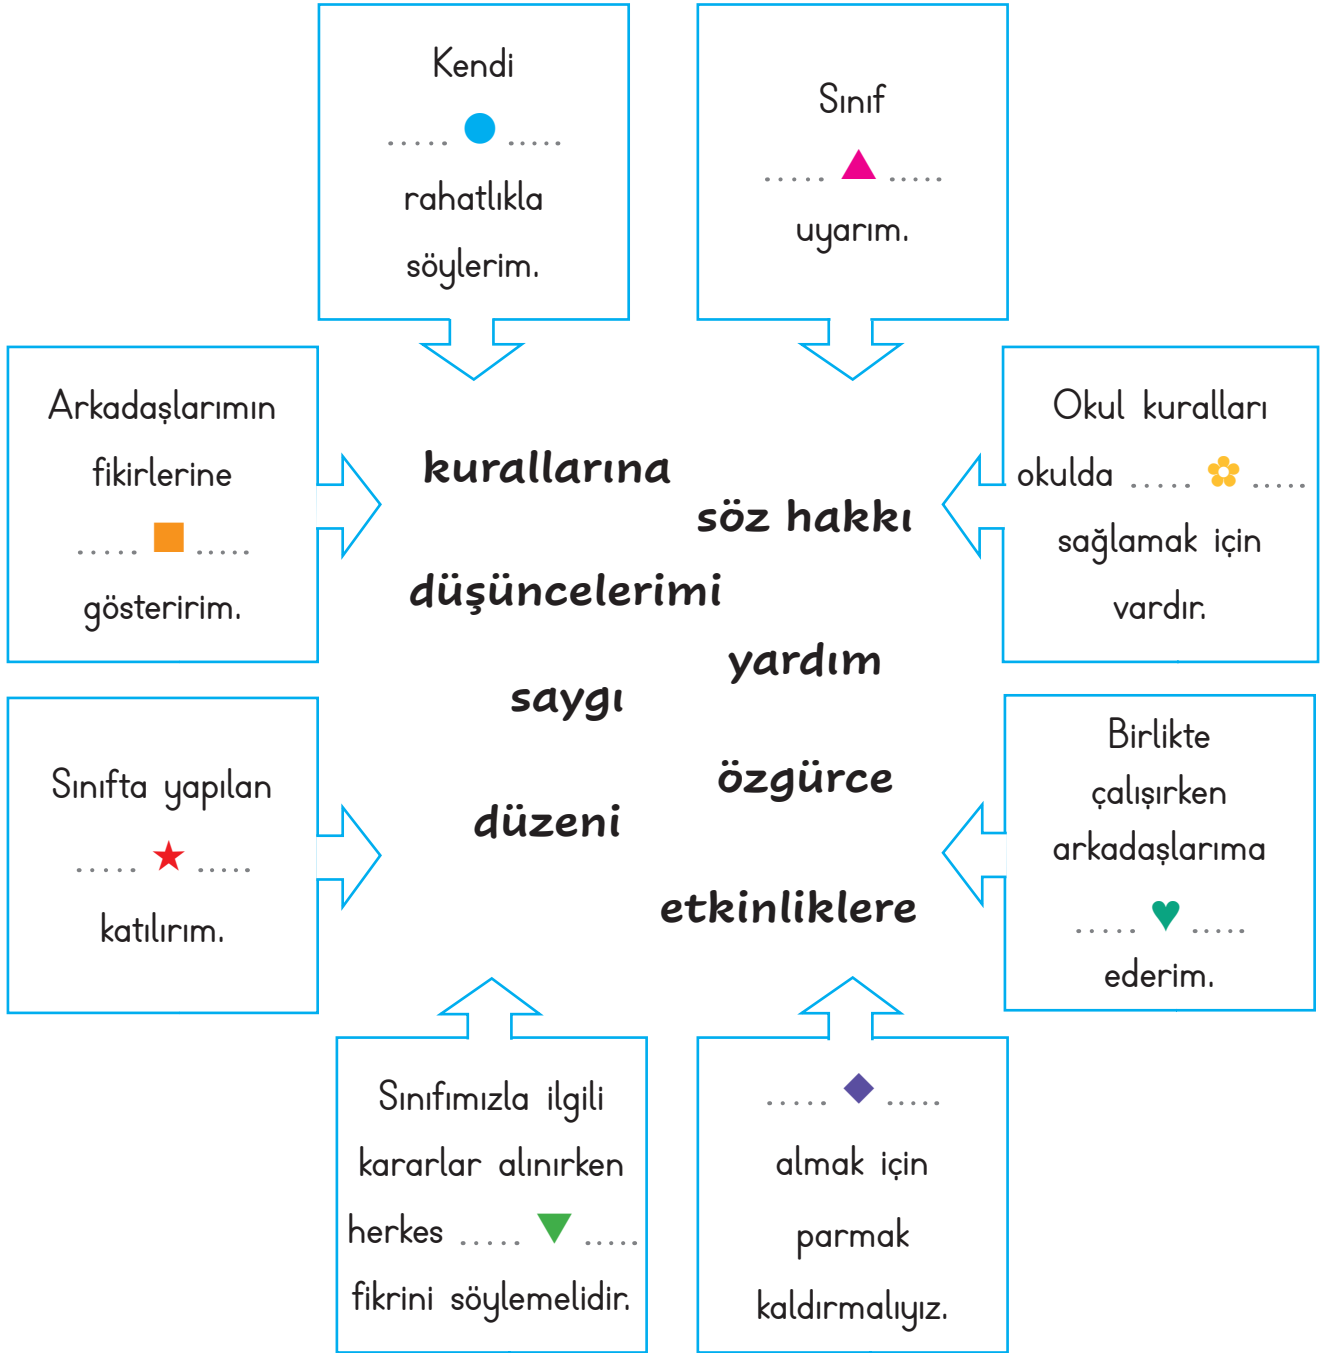 Kendi
..... .....
rahatlıkla
söylerim.
Sınıf
..... .....
uyarım.
Arkadaşlarımın
fikirlerine
..... .....
gösteririm.
Okul kuralları
okulda ..... .....
sağlamak için
vardır.
kurallarına
söz hakkı
düşüncelerimi
yardım
saygı
özgürce
düzeni
etkinliklere
Sınıfta yapılan
..... .....
katılırım.
Birlikte
çalışırken
arkadaşlarıma
..... .....
ederim.
Sınıfımızla ilgili
kararlar alınırken
herkes ..... .....
fikrini söylemelidir.
..... .....
almak için
parmak
kaldırmalıyız.